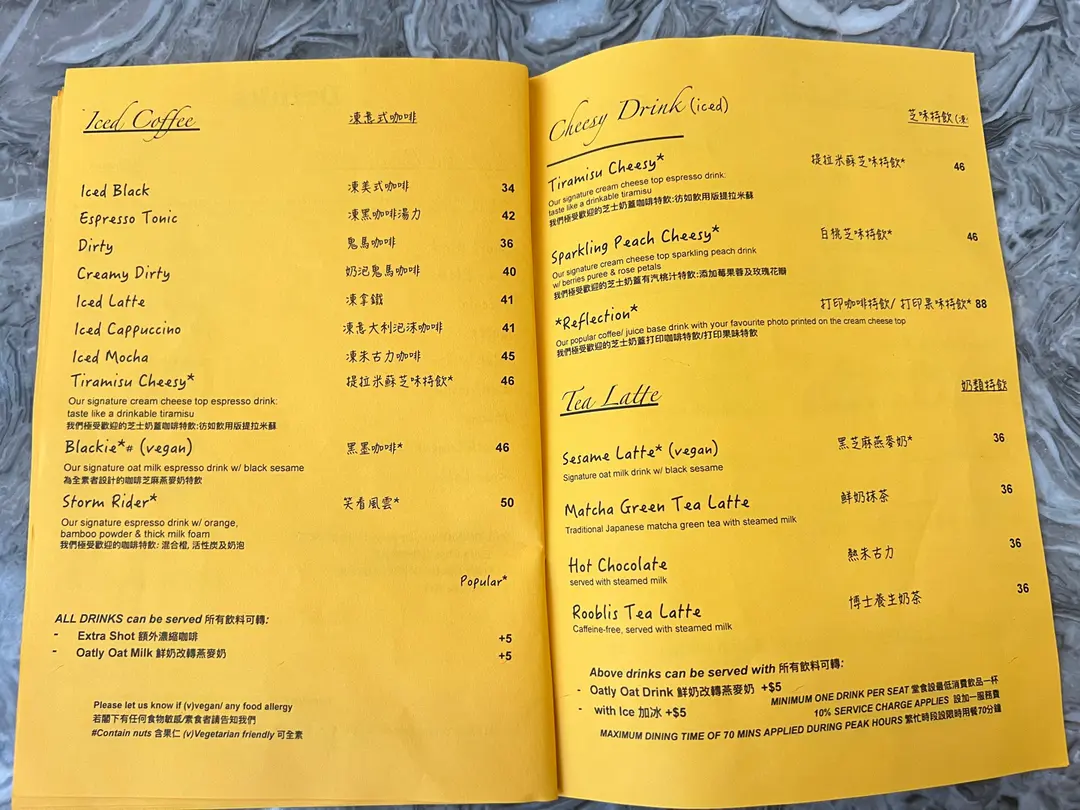 Iced Coffee 凍意式咖啡
Iced Black 凍美式咖啡 34
Espresso Tonic 凍黑咖啡湯力 42
Dirty 鬼馬咖啡 36
Creamy Dirty 奶泡鬼馬咖啡 40
Iced Latte 凍拿鐵 41
Iced Cappuccino 凍意大利泡沫咖啡 41
Iced Mocha 凍朱古力咖啡 45
Tiramisu Cheesy* 提拉米蘇芝味特飲* 46
Our signature cream cheese top espresso drink:
taste like a drinkable tiramisu
我們極受歡迎的芝士奶蓋咖啡特飲:彷如飲用版提拉米蘇
Blackie*# (vegan) 黑墨咖啡* 46
Our signature oat milk espresso drink w/ black sesame
為全素者設計的咖啡芝麻燕麥奶特飲
Storm Rider* 笑看風雲* 50
Our signature espresso drink w/ orange,
bamboo powder & thick milk foam
我們極受歡迎的咖啡特飲: 混合橙, 活性炭及奶泡
Popular*
ALL DRINKS can be served 所有飲料可轉:
- Extra Shot 額外濃縮咖啡 +5
- Oatly Oat Milk 鮮奶改轉燕麥奶 +5
Please let us know if (v)vegan/ any food allergy
若閣下有任何食物敏感/素食者請告知我們
#Contain nuts 含果仁 (v)Vegetarian friendly 可全素
Cheesy Drink (iced) 芝味特飲 (凍
Tiramisu Cheesy* 提拉米蘇芝味特飲* 46
Our signature cream cheese top espresso drink:
taste like a drinkable tiramisu
我們極受歡迎的芝士奶蓋咖啡特飲:彷如飲用版提拉米蘇
Sparkling Peach Cheesy* 白桃芝味特飲* 46
Our signature cream cheese top sparkling peach drink
w/ berries puree & rose petals
我們極受歡迎的芝士奶蓋有汽桃汁特飲:添加莓果蓉及玫瑰花瓣
*Reflection* 打印咖啡特飲/ 打印果味特飲* 88
Our popular coffee/ juice base drink with your favourite photo printed on the cream cheese top
我們極受歡迎的芝士奶蓋打印咖啡特飲/打印果味特飲
Tea Latte 奶類特飲
Sesame Latte* (vegan) 黑芝麻燕麥奶* 36
Signature oat milk drink w/ black sesame
Matcha Green Tea Latte 鮮奶抹茶 36
Traditional Japanese matcha green tea with steamed milk
Hot Chocolate 熱朱古力 36
served with steamed milk
Rooblis Tea Latte 博士養生奶茶 36
Caffeine-free, served with steamed milk
Above drinks can be served with 所有飲料可轉:
- Oatly Oat Drink 鮮奶改轉燕麥奶 +$5
- with Ice 加冰 +$5
MINIMUM ONE DRINK PER SEAT 堂食設最低消費飲品一杯
10% SERVICE CHARGE APPLIES 設加一服務費
MAXIMUM DINING TIME OF 70 MINS APPLIED DURING PEAK HOURS 繁忙時段設限時用餐70分鐘